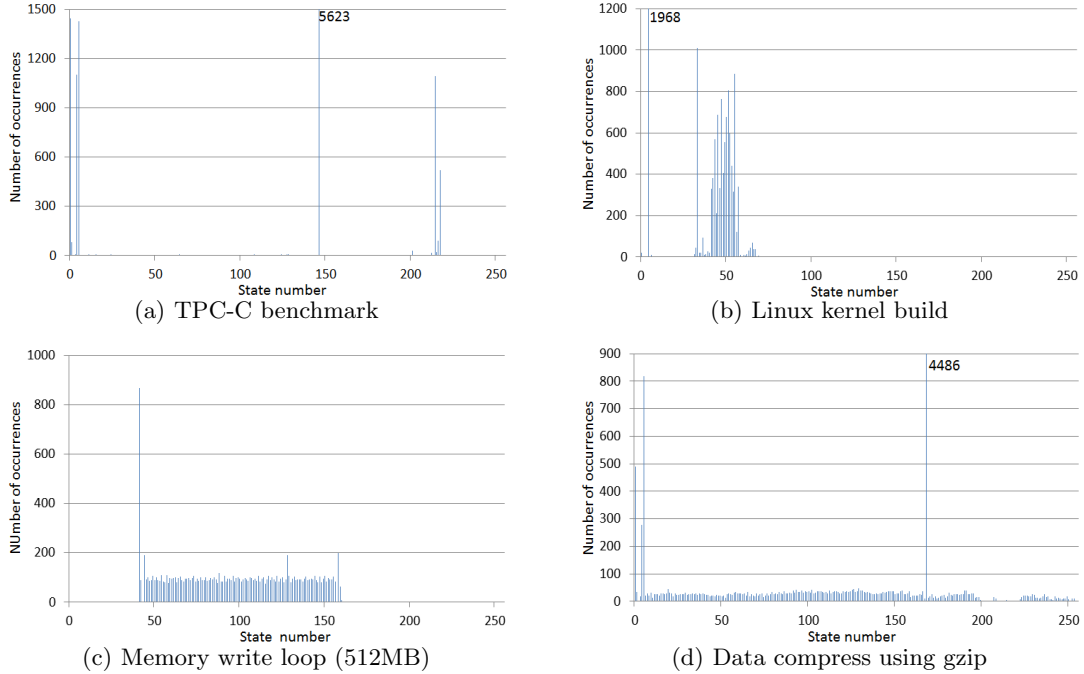 5623
1500
1200
900
600
300
0
Number of occurrences
0 50 100 150 200 250
State number
(a) TPC-C benchmark
1968
1200
1000
800
600
400
200
0
Number of occurrences
0 50 100 150 200 250
State number
(b) Linux kernel build
1000
800
600
400
200
0
NUmber of occurrences
0 50 100 150 200 250
State number
(c) Memory write loop (512MB)
4486
900
800
700
600
500
400
300
200
100
0
Number of occurrences
0 50 100 150 200 250
State number
(d) Data compress using gzip